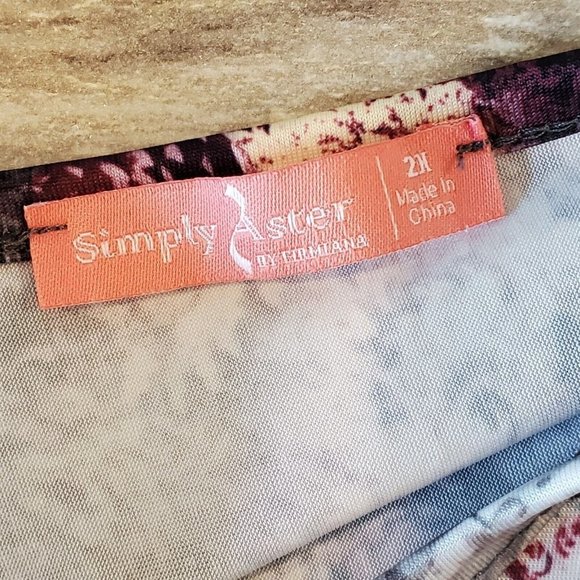 Simply Aster
BY FIRMIANA
2X
Made In
China